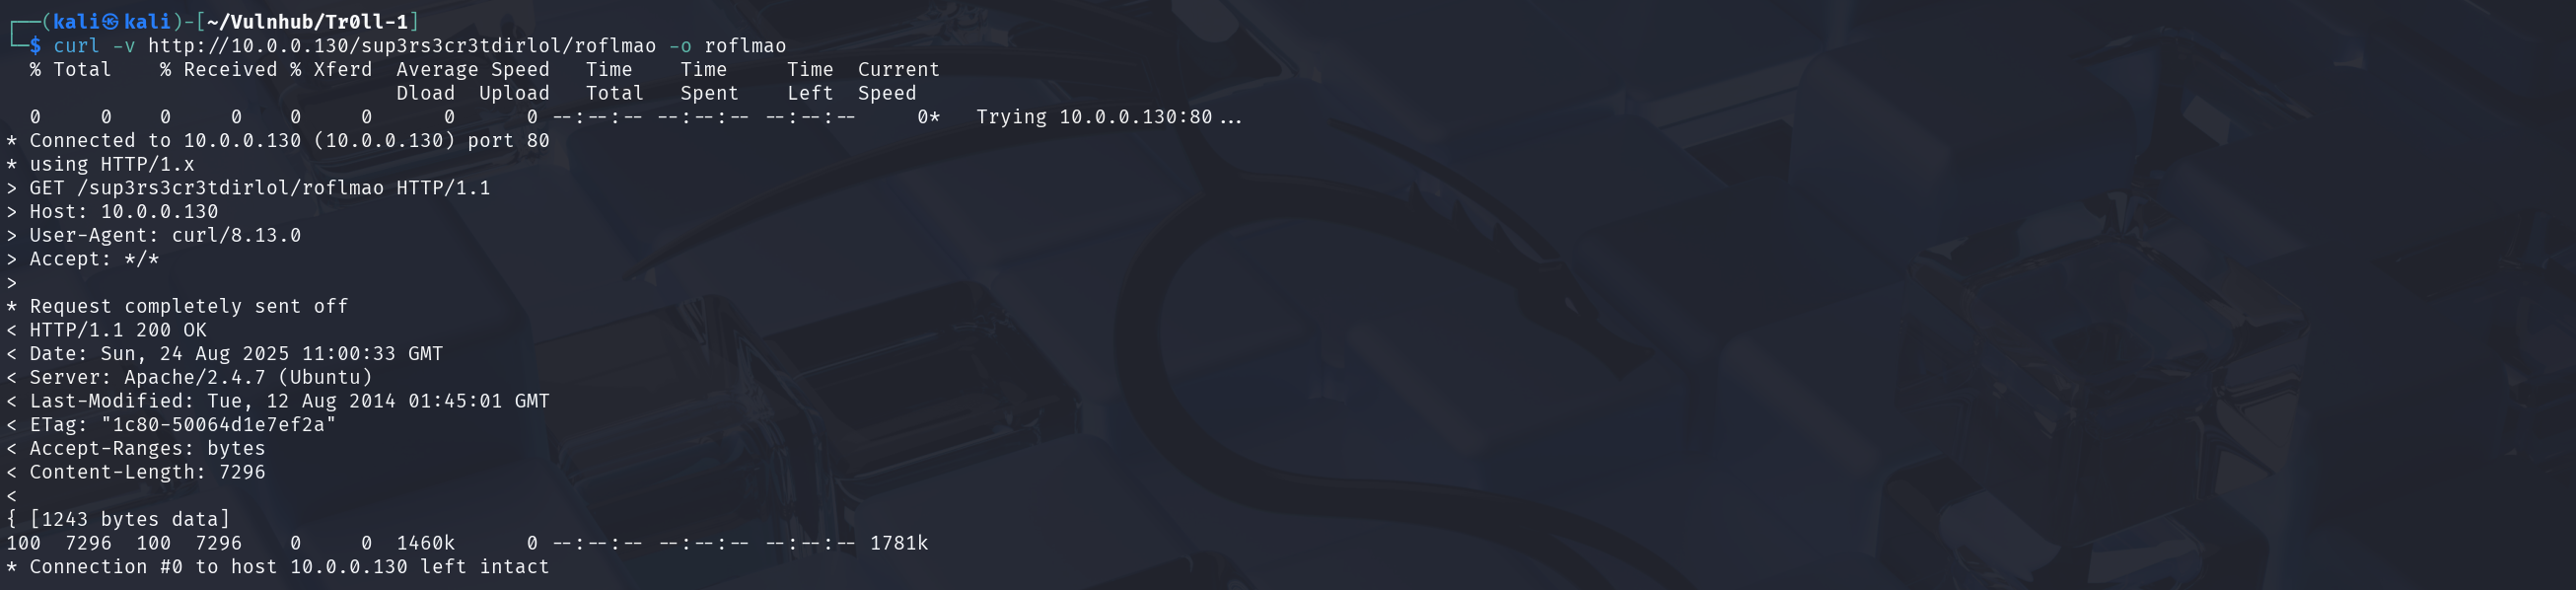 ┌──(kali㉿kali)-[~/Vulnhub/Tr0ll-1]
└─$ curl -v http://10.0.0.130/sup3rs3cr3tdirlol/roflmao -o roflmao
  % Total    % Received % Xferd  Average Speed   Time    Time     Time  Current
                                 Dload  Upload   Total   Spent    Left  Speed
  0     0    0     0    0     0      0      0 --:--:-- --:--:-- --:--:--     0*   Trying 10.0.0.130:80...
* Connected to 10.0.0.130 (10.0.0.130) port 80
* using HTTP/1.x
> GET /sup3rs3cr3tdirlol/roflmao HTTP/1.1
> Host: 10.0.0.130
> User-Agent: curl/8.13.0
> Accept: */*
>
* Request completely sent off
< HTTP/1.1 200 OK
< Date: Sun, 24 Aug 2025 11:00:33 GMT
< Server: Apache/2.4.7 (Ubuntu)
< Last-Modified: Tue, 12 Aug 2014 01:45:01 GMT
< ETag: "1c80-50064d1e7ef2a"
< Accept-Ranges: bytes
< Content-Length: 7296
<
{ [1243 bytes data]
100  7296  100  7296    0     0  1460k      0 --:--:-- --:--:-- --:--:-- 1781k
* Connection #0 to host 10.0.0.130 left intact